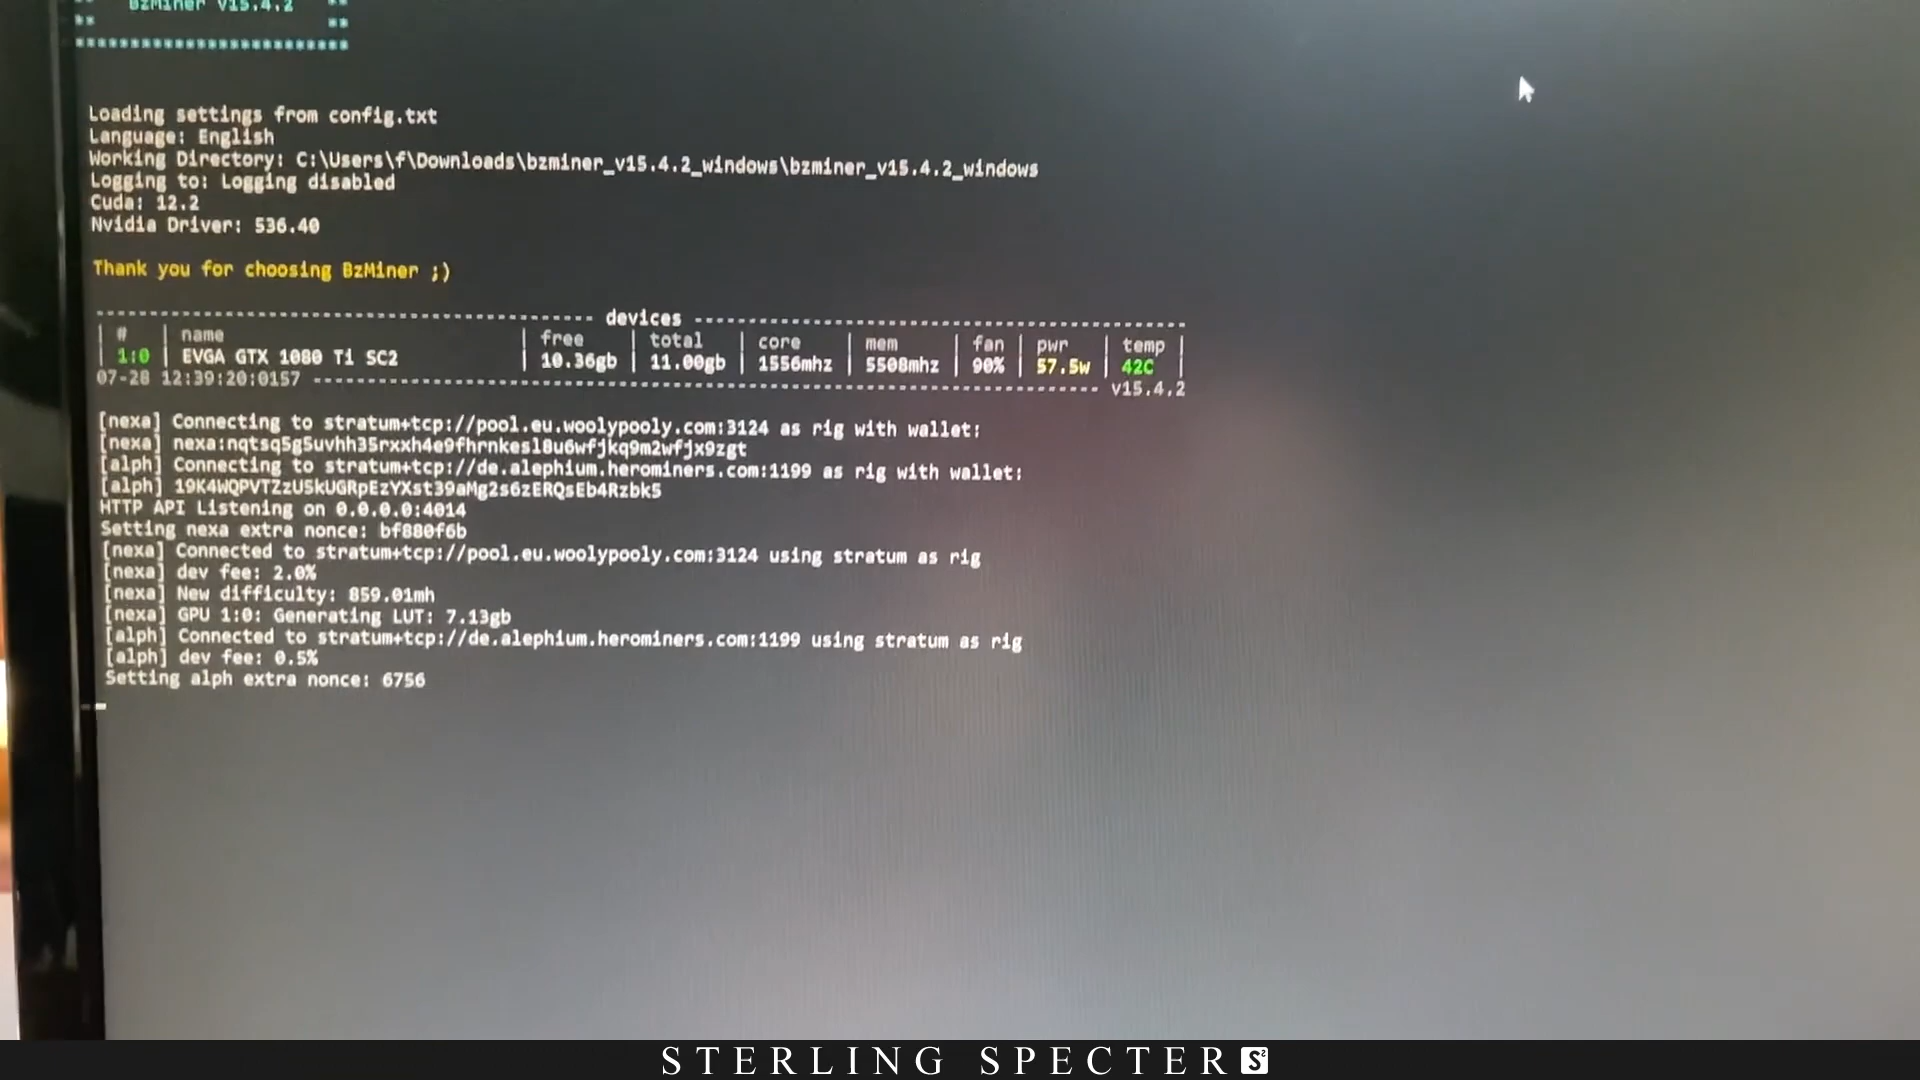 BzMiner v15.4.2
Loading settings from config.txt
Language: English
Working Directory: C:\Users\f\Downloads\bzminer_v15.4.2_windows\bzminer_v15.4.2_windows
Logging to: Logging disabled
Cuda: 12.2
Nvidia Driver: 536.40
Thank you for choosing BzMiner ;)
devices
# | name | free | total | core | mem | fan | pwr | temp
1:0 | EVGA GTX 1080 Ti SC2 | 10.36gb | 11.00gb | 1556mhz | 5508mhz | 90% | 57.5w | 42C
07-28 12:39:20:0157 v15.4.2
[nexa] Connecting to stratum+tcp://pool.eu.woolypooly.com:3124 as rig with wallet:
[nexa] nexa:nqtsq5g5uvhh35rxxh4e9fhrnkesl8u6wfjkq9m2wfjx9zgt
[alph] Connecting to stratum+tcp://de.alephium.herominers.com:1199 as rig with wallet:
[alph] 19K4WQPVTZzUSkUGRpEzYXst39aMg2s6zERQsEb4Rzbk5
HTTP API Listening on 0.0.0.0:4014
Setting nexa extra nonce: bf880f6b
[nexa] Connected to stratum+tcp://pool.eu.woolypooly.com:3124 using stratum as rig
[nexa] dev fee: 2.0%
[nexa] New difficulty: 859.01mh
[nexa] GPU 1:0: Generating LUT: 7.13gb
[alph] Connected to stratum+tcp://de.alephium.herominers.com:1199 using stratum as rig
[alph] dev fee: 0.5%
Setting alph extra nonce: 6756
STERLING SPECTER S²